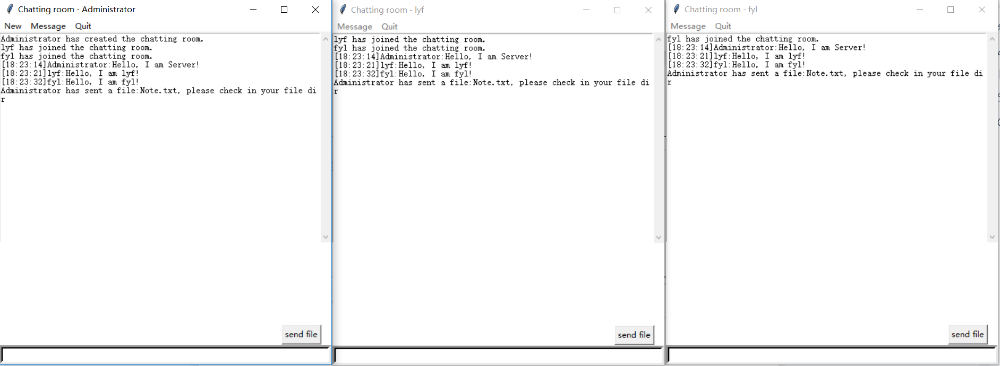 Chatting room - Administrator
New Message Quit
Administrator has created the chatting room.
lyf has joined the chatting room.
fyl has joined the chatting room.
[18:23:14]Administrator:Hello, I am Server!
[18:23:21]lyf:Hello, I am lyf!
[18:23:32]fyl:Hello, I am fyl!
Administrator has sent a file:Note.txt, please check in your file di
r
send file
Chatting room - lyf
Message Quit
lyf has joined the chatting room.
fyl has joined the chatting room.
[18:23:14]Administrator:Hello, I am Server!
[18:23:21]lyf:Hello, I am lyf!
[18:23:32]fyl:Hello, I am fyl!
Administrator has sent a file:Note.txt, please check in your file di
r
send file
Chatting room - fyl
Message Quit
fyl has joined the chatting room.
[18:23:14]Administrator:Hello, I am Server!
[18:23:21]lyf:Hello, I am lyf!
[18:23:32]fyl:Hello, I am fyl!
Administrator has sent a file:Note.txt, please check in your file di
r
send file